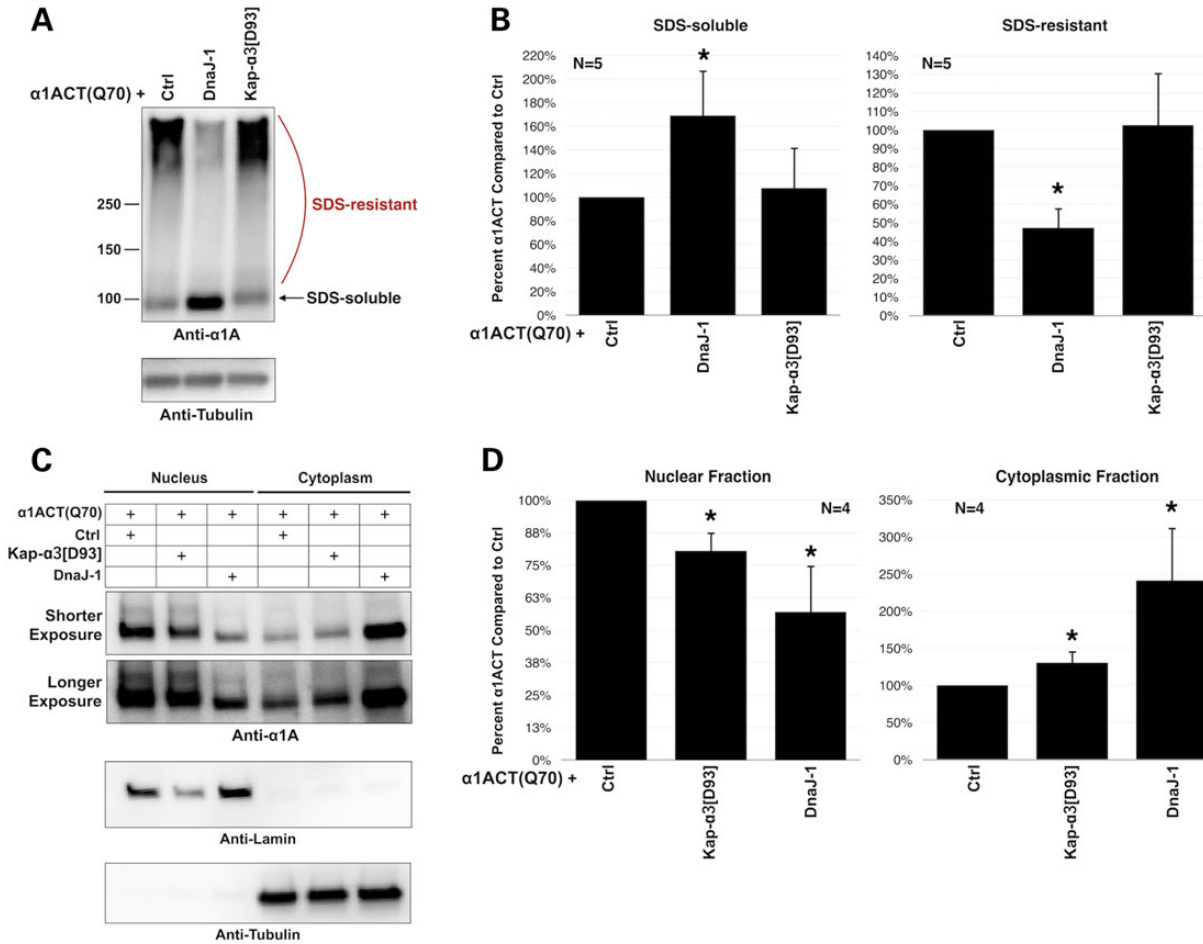 A
α1ACT(Q70) +
Ctrl
DnaJ-1
Kap-α3[D93]
250
150
100
SDS-resistant
SDS-soluble
Anti-α1A
Anti-Tubulin
B
SDS-soluble
Percent α1ACT Compared to Ctrl
220%
200%
180%
160%
140%
120%
100%
80%
60%
40%
20%
0%
N=5
*
α1ACT(Q70) +
Ctrl
DnaJ-1
Kap-α3[D93]
SDS-resistant
140%
130%
120%
110%
100%
90%
80%
70%
60%
50%
40%
30%
20%
10%
0%
N=5
*
Ctrl
DnaJ-1
Kap-α3[D93]
C
Nucleus Cytoplasm
α1ACT(Q70) + + + + + +
Ctrl + +
Kap-α3[D93] + +
DnaJ-1 + +
Shorter
Exposure
Longer
Exposure
Anti-α1A
Anti-Lamin
Anti-Tubulin
D
Nuclear Fraction
Percent α1ACT Compared to Ctrl
100%
88%
75%
63%
50%
38%
25%
13%
0%
N=4
*
*
α1ACT(Q70) +
Ctrl
Kap-α3[D93]
DnaJ-1
Cytoplasmic Fraction
350%
300%
250%
200%
150%
100%
50%
0%
N=4
*
*
Ctrl
Kap-α3[D93]
DnaJ-1